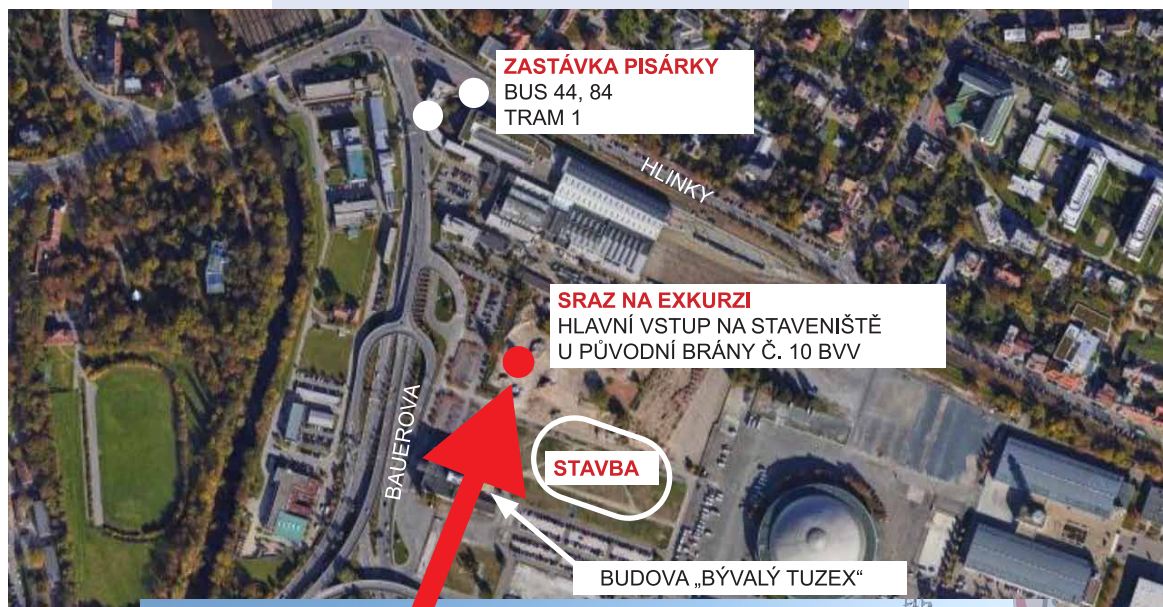 ZASTÁVKA PISÁRKY
BUS 44, 84
TRAM 1
HLINKY
SRAZ NA EXKURZI
HLAVNÍ VSTUP NA STAVENIŠTĚ
U PŮVODNÍ BRÁNY Č. 10 BVV
BAUEROVA
STAVBA
BUDOVA „BÝVALÝ TUZEX“